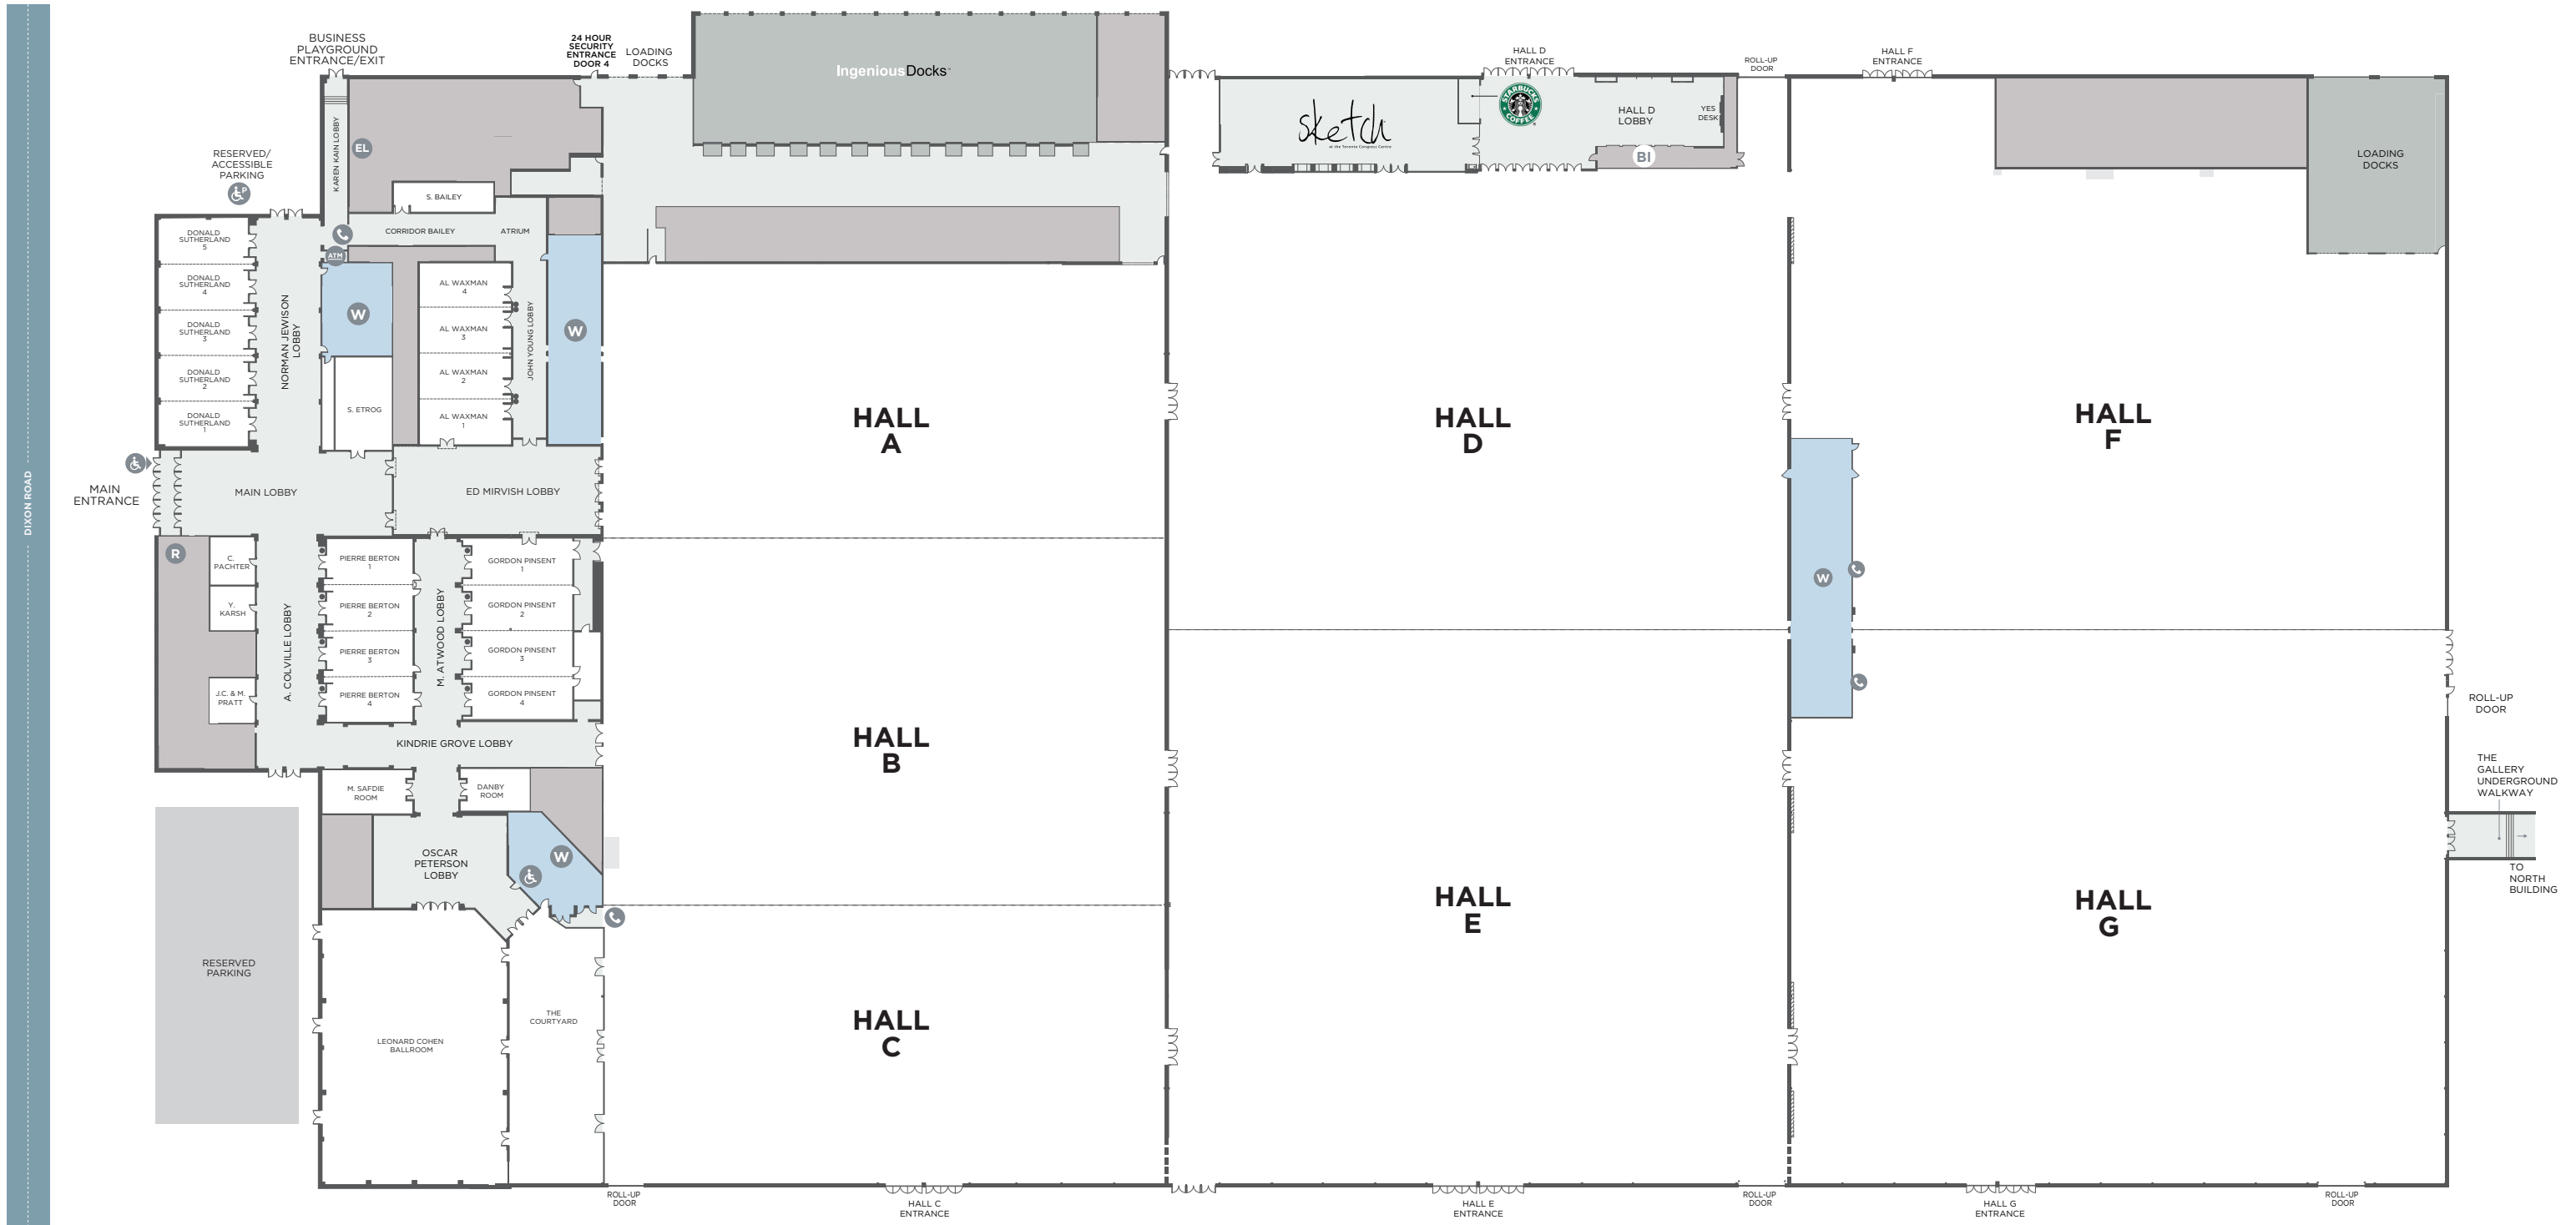 DIXON ROAD
BUSINESS
PLAYGROUND
ENTRANCE/EXIT
24 HOUR
SECURITY
ENTRANCE
DOOR 4
LOADING
DOCKS
IngeniousDocks
HALL D
ENTRANCE
ROLL-UP
DOOR
HALL F
ENTRANCE
RESERVED/
ACCESSIBLE
PARKING
P
KAREN KAIN LOBBY
EL
S. BAILEY
CORRIDOR BAILEY
ATRIUM
ATM
sketch
at the Toronto Congress Centre
STARBUCKS
COFFEE
HALL D
LOBBY
YES
DESK
BI
LOADING
DOCKS
DONALD
SUTHERLAND
5
DONALD
SUTHERLAND
4
DONALD
SUTHERLAND
3
DONALD
SUTHERLAND
2
DONALD
SUTHERLAND
1
NORMAN JEWISON
LOBBY
W
S. ETROG
AL WAXMAN
4
AL WAXMAN
3
AL WAXMAN
2
AL WAXMAN
1
JOHN YOUNG LOBBY
W
HALL
A
HALL
D
HALL
F
MAIN
ENTRANCE
MAIN LOBBY
ED MIRVISH LOBBY
R
C.
PACHTER
Y.
KARSH
J.C. & M.
PRATT
A. COLVILLE LOBBY
PIERRE BERTON
1
PIERRE BERTON
2
PIERRE BERTON
3
PIERRE BERTON
4
M. ATWOOD LOBBY
GORDON PINSENT
1
GORDON PINSENT
2
GORDON PINSENT
3
GORDON PINSENT
4
W
KINDRIE GROVE LOBBY
HALL
B
ROLL-UP
DOOR
THE
GALLERY
UNDERGROUND
WALKWAY
TO
NORTH
BUILDING
M. SAFDIE
ROOM
DANBY
ROOM
OSCAR
PETERSON
LOBBY
W
HALL
E
HALL
G
RESERVED
PARKING
LEONARD COHEN
BALLROOM
THE
COURTYARD
HALL
C
ROLL-UP
DOOR
HALL C
ENTRANCE
HALL E
ENTRANCE
ROLL-UP
DOOR
HALL G
ENTRANCE
ROLL-UP
DOOR